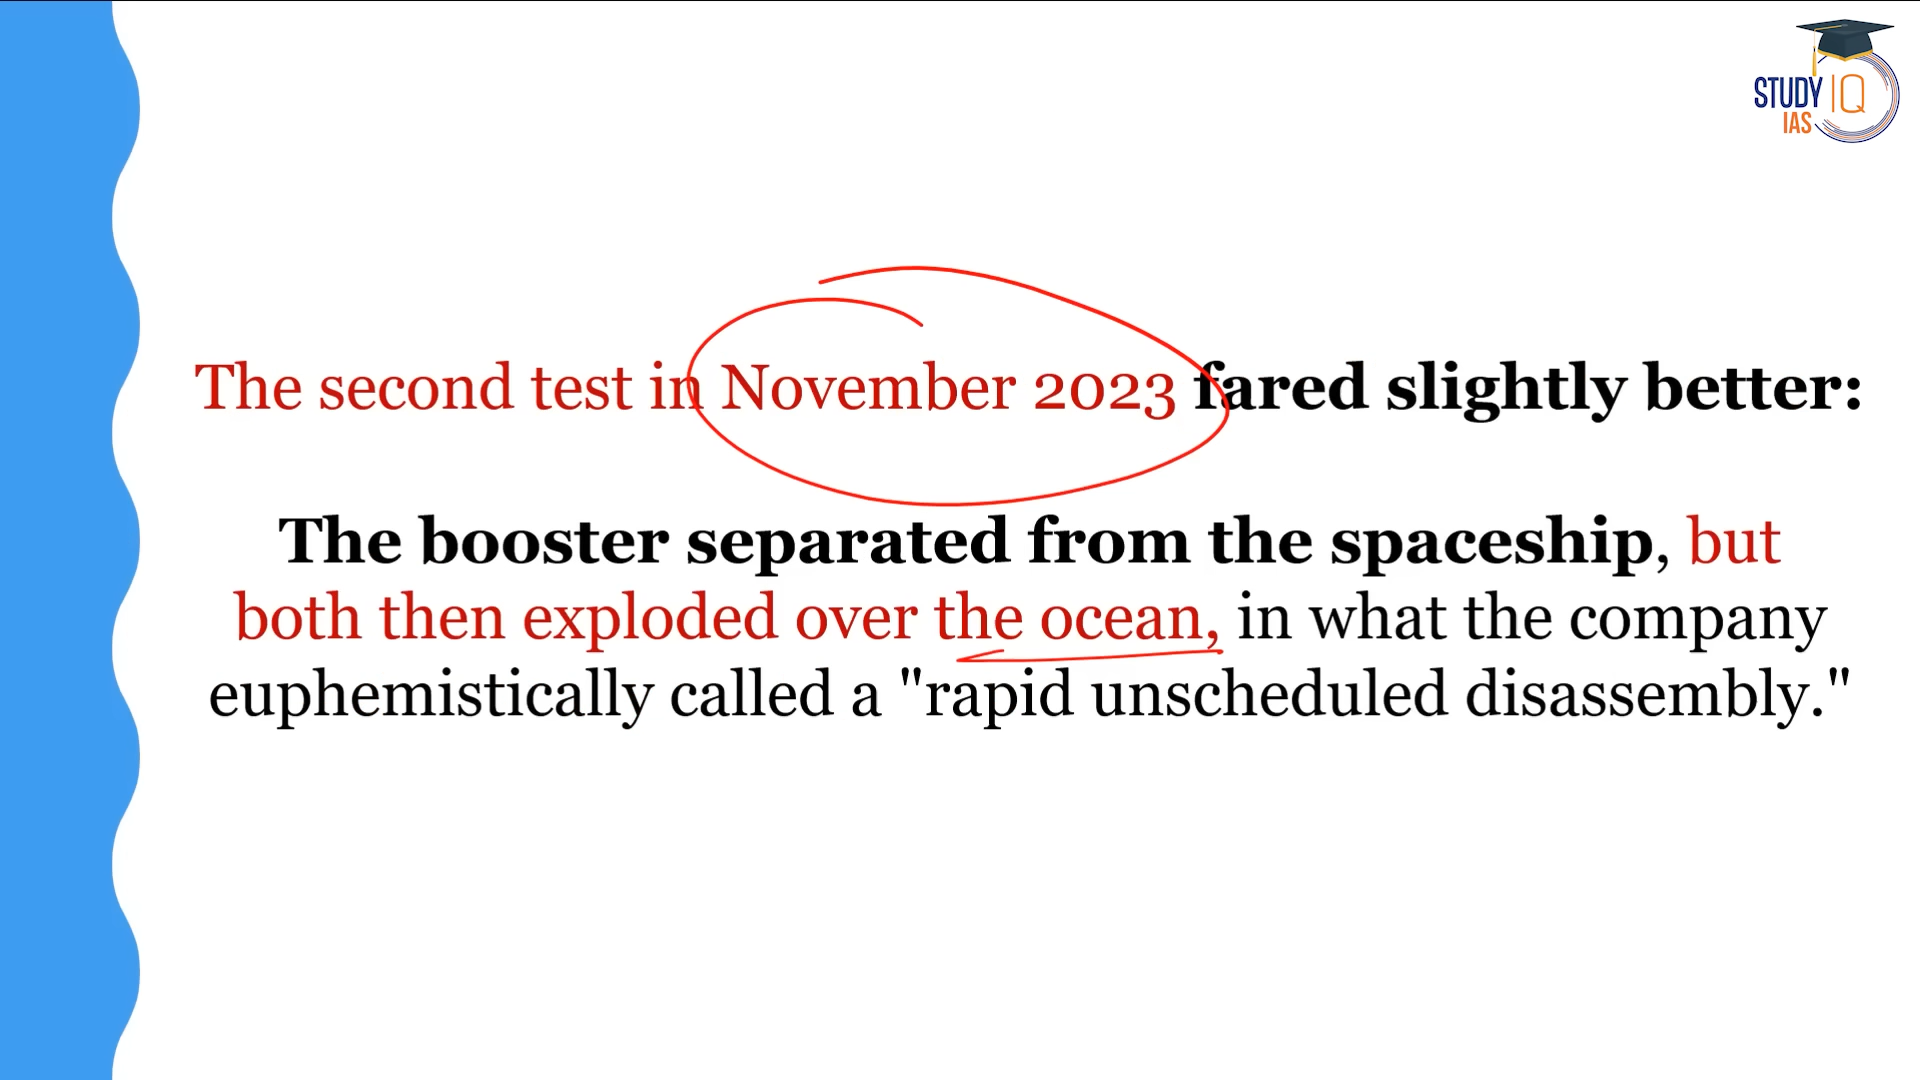 STUDY IQ
IAS
The second test in November 2023 fared slightly better:
The booster separated from the spaceship, but
both then exploded over the ocean, in what the company
euphemistically called a "rapid unscheduled disassembly."